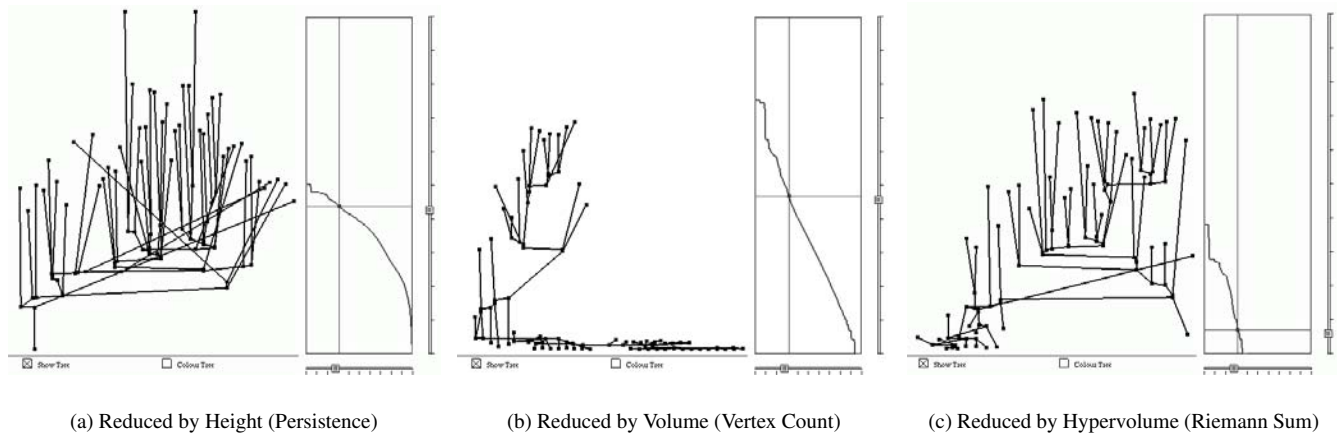 Show Tree Colour Tree Show Tree Colour Tree Show Tree Colour Tree
(a) Reduced by Height (Persistence) (b) Reduced by Volume (Vertex Count) (c) Reduced by Hypervolume (Riemann Sum)